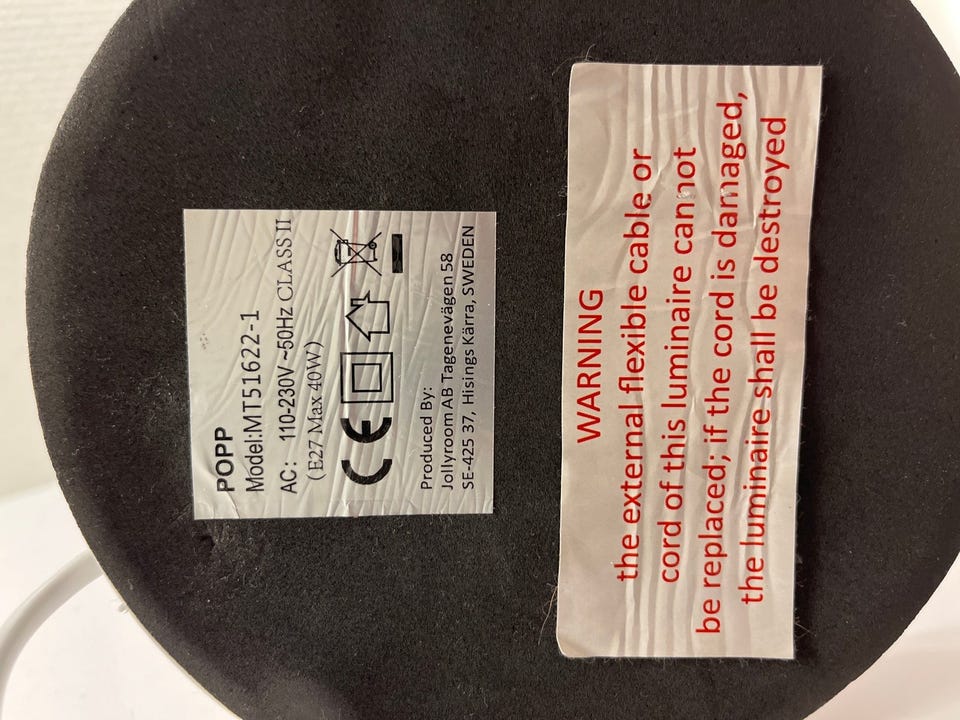 POPP
Model:MT51622-1
AC: 110-230V ~50Hz CLASS II
(E27 Max 40W)
CE
Produced By:
Jollyroom AB Tagenevägen 58
SE-425 37, Hisings Kärra, SWEDEN
WARNING
the external flexible cable or
cord of this luminaire cannot
be replaced; if the cord is damaged,
the luminaire shall be destroyed